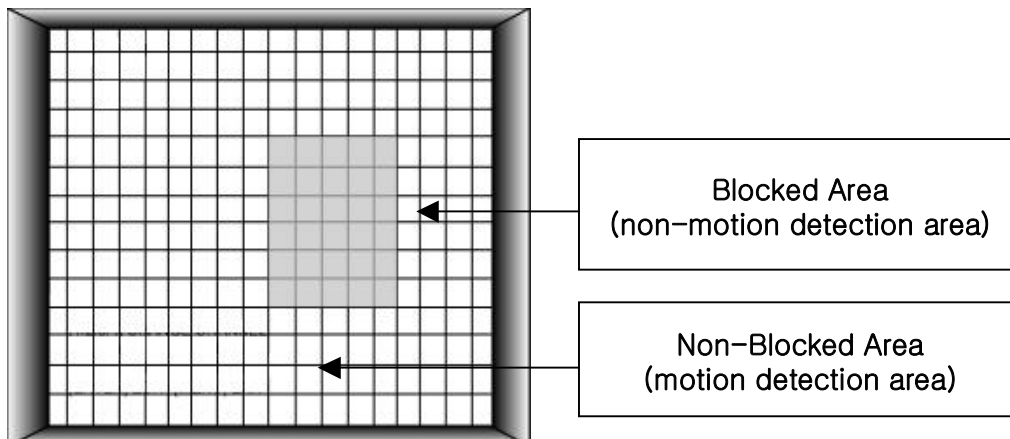 Blocked Area
(non-motion detection area)
Non-Blocked Area
(motion detection area)